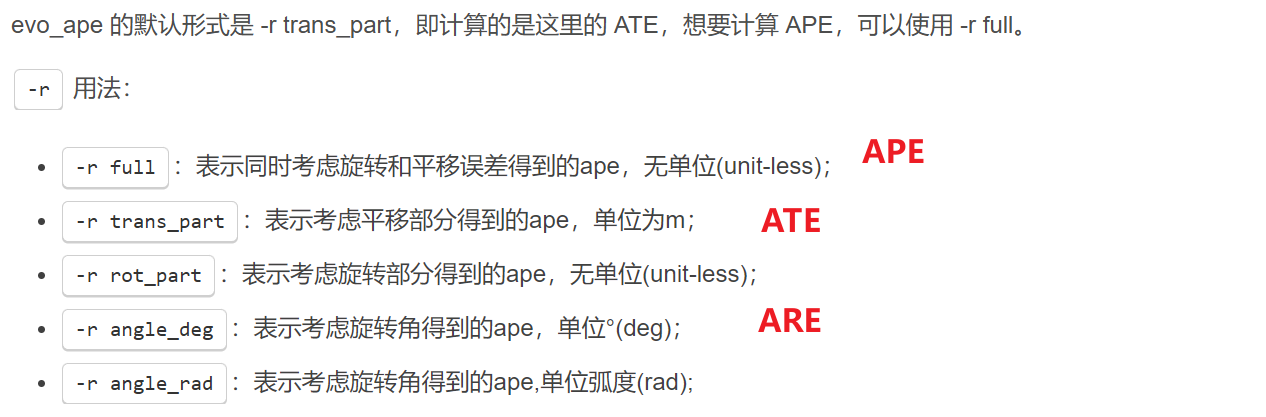 evo_ape 的默认形式是 -r trans_part，即计算的是这里的 ATE，想要计算 APE，可以使用 -r full。
-r 用法：
-r full ：表示同时考虑旋转和平移误差得到的ape，无单位(unit-less)； APE
-r trans_part ：表示考虑平移部分得到的ape，单位为m； ATE
-r rot_part ：表示考虑旋转部分得到的ape，无单位(unit-less)；
-r angle_deg ：表示考虑旋转角得到的ape，单位°(deg)； ARE
-r angle_rad ：表示考虑旋转角得到的ape,单位弧度(rad);